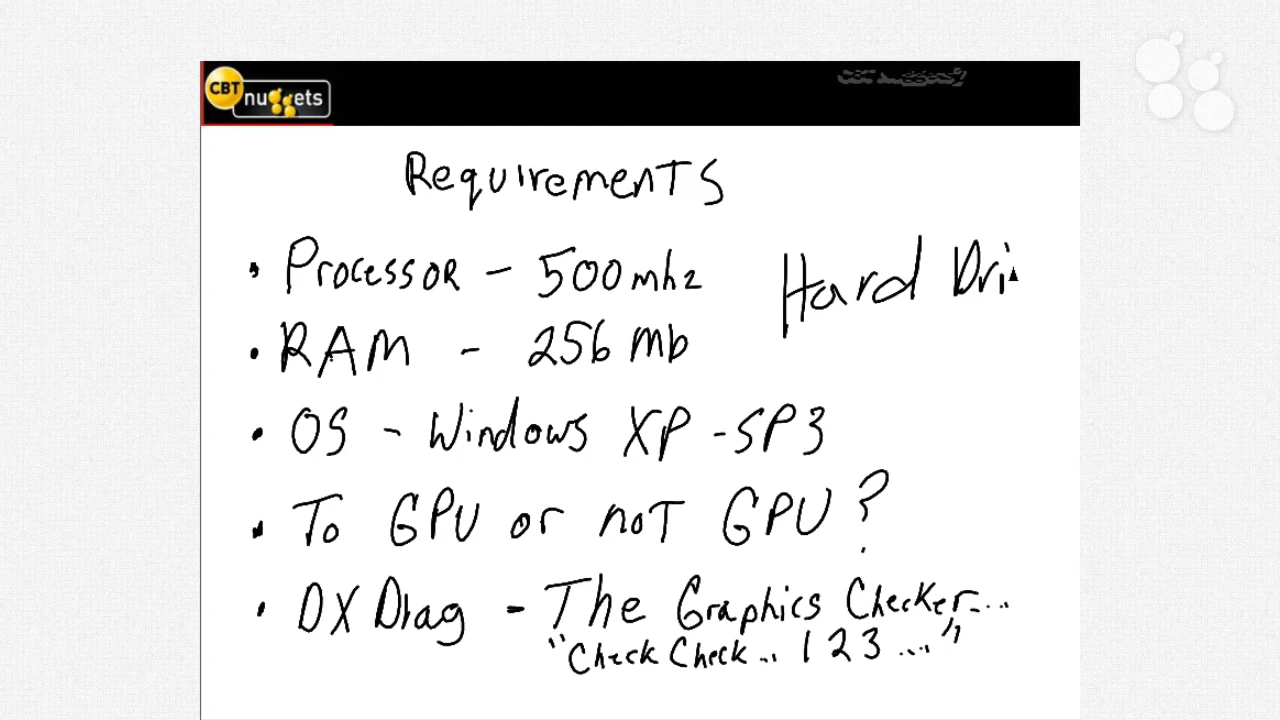 CBT nuggets
Requirements
• Processor - 500mhz
Hard Dri
• RAM - 256 mb
• OS - Windows XP - SP3
• To GPU or not GPU?
• DX Diag - The Graphics Checker...
"Check Check... 1 2 3 ...."